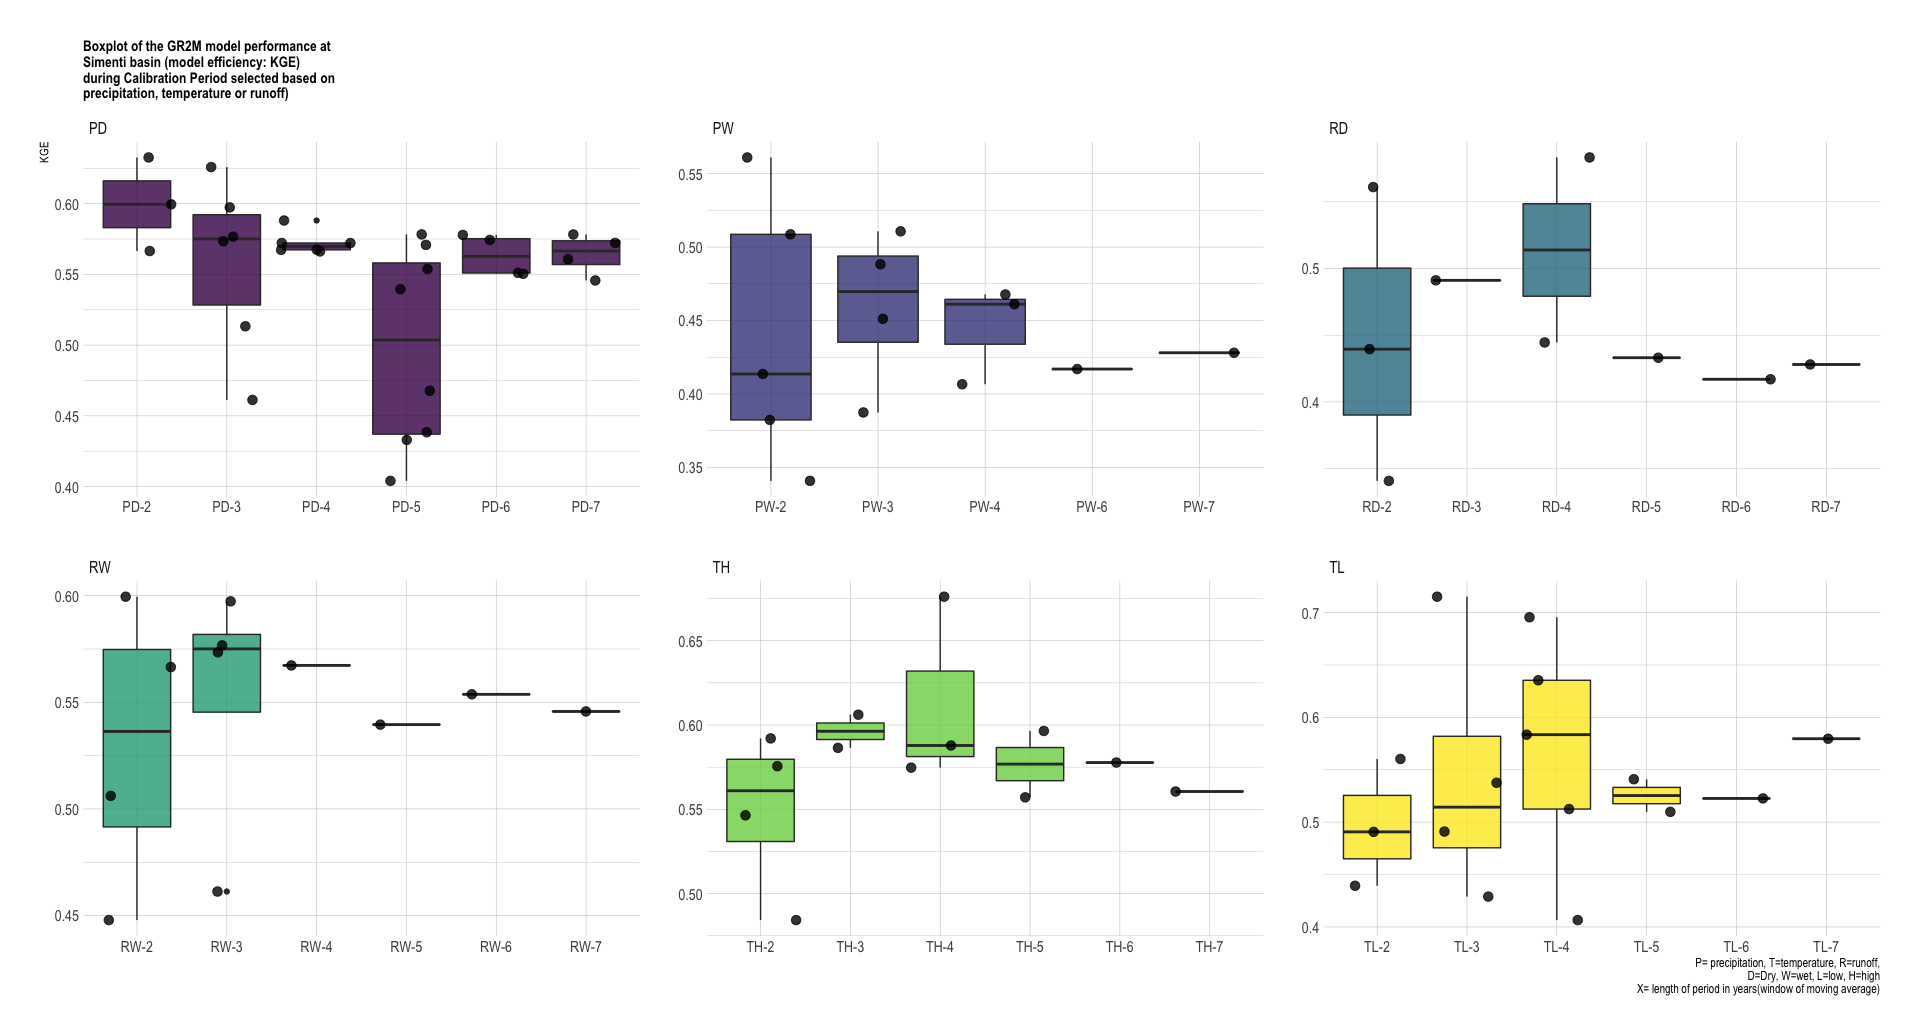 Boxplot of the GR2M model performance at
Simenti basin (model efficiency: KGE)
during Calibration Period selected based on
precipitation, temperature or runoff)
KGE
PD
0.60
0.55
0.50
0.45
0.40
PD-2 PD-3 PD-4 PD-5 PD-6 PD-7
PW
0.55
0.50
0.45
0.40
0.35
PW-2 PW-3 PW-4 PW-6 PW-7
RD
0.5
0.4
RD-2 RD-3 RD-4 RD-5 RD-6 RD-7
RW
0.60
0.55
0.50
0.45
RW-2 RW-3 RW-4 RW-5 RW-6 RW-7
TH
0.65
0.60
0.55
0.50
TH-2 TH-3 TH-4 TH-5 TH-6 TH-7
TL
0.7
0.6
0.5
0.4
TL-2 TL-3 TL-4 TL-5 TL-6 TL-7
P= precipitation, T=temperature, R=runoff,
D=Dry, W=wet, L=low, H=high
X= length of period in years(window of moving average)